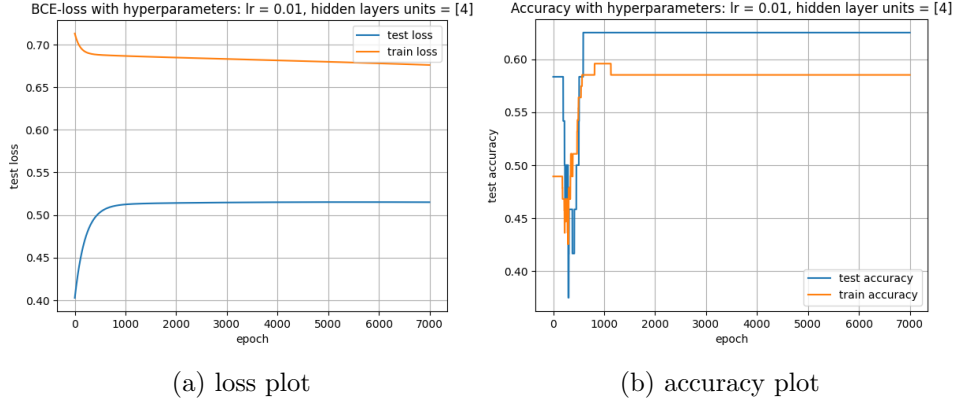 BCE-loss with hyperparameters: lr = 0.01, hidden layers units = [4]
test loss
train loss
0.70
0.65
0.60
0.55
0.50
0.45
0.40
test loss
0 1000 2000 3000 4000 5000 6000 7000
epoch
(a) loss plot
Accuracy with hyperparameters: lr = 0.01, hidden layer units = [4]
0.60
0.55
0.50
0.45
0.40
test accuracy
test accuracy
train accuracy
0 1000 2000 3000 4000 5000 6000 7000
epoch
(b) accuracy plot